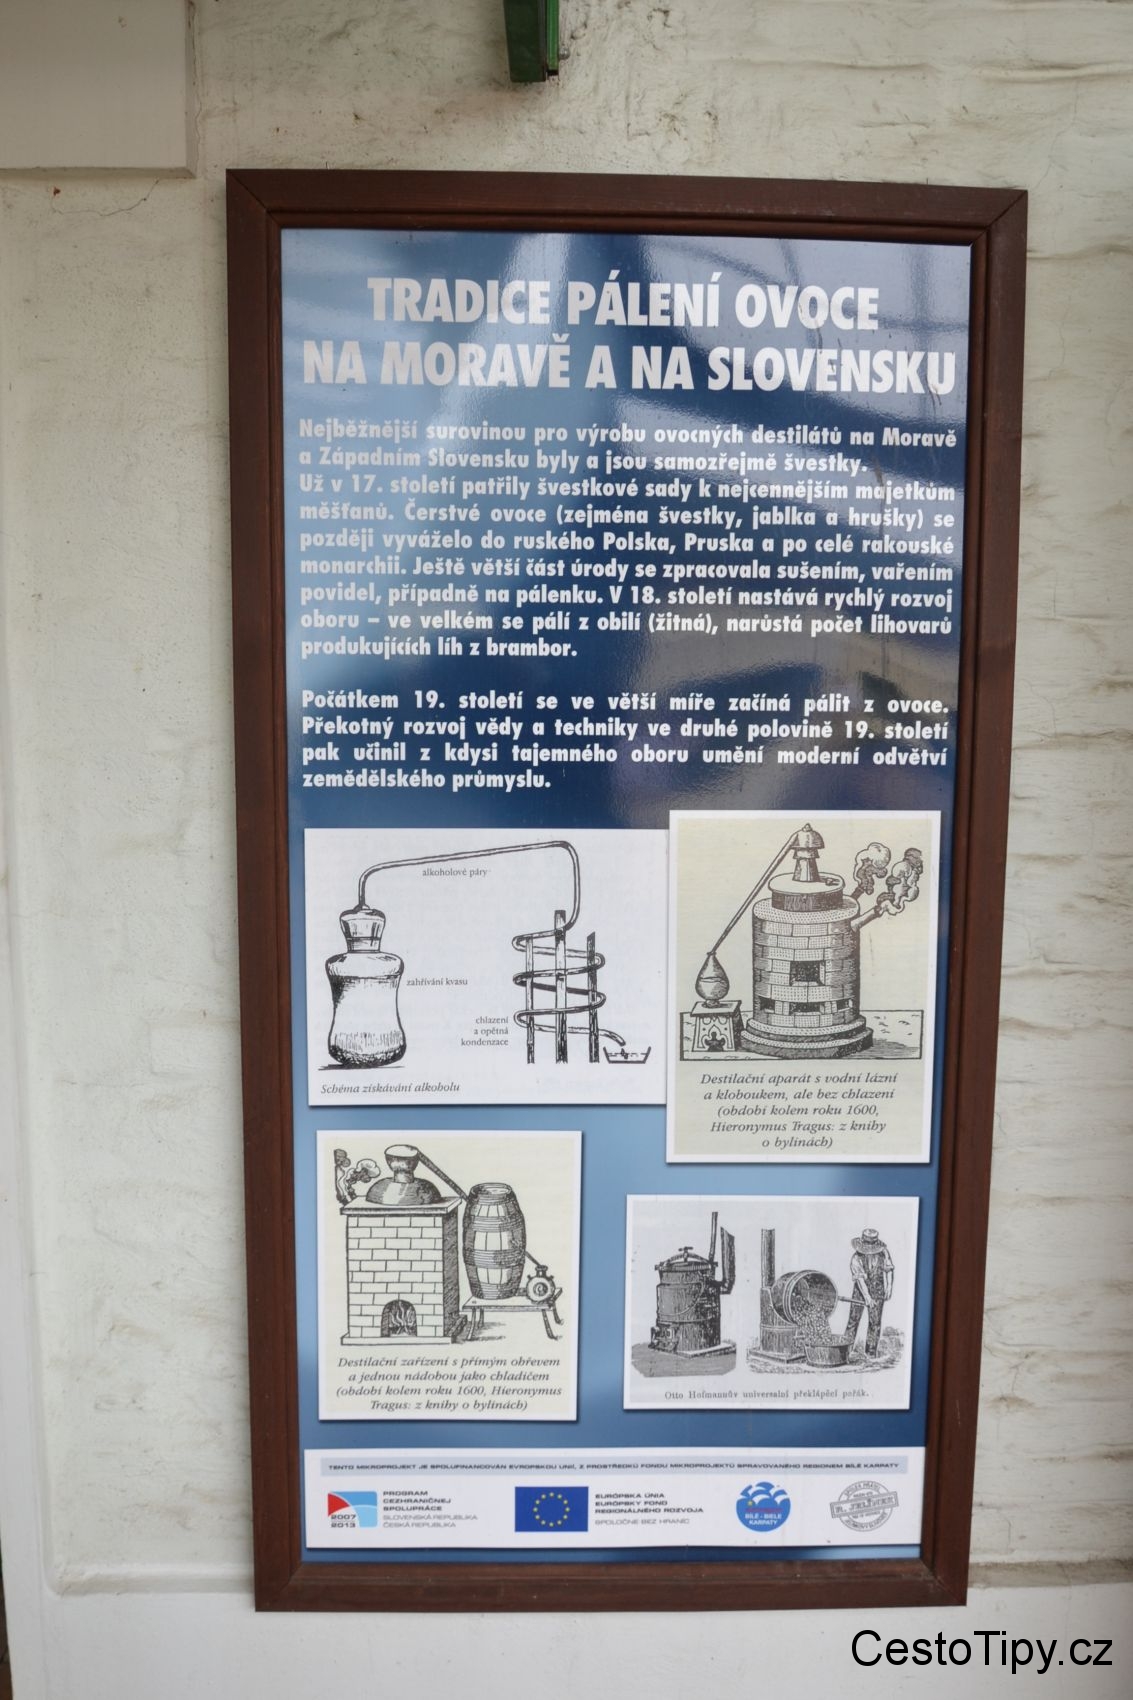 TRADICE PÁLENÍ OVOCE
NA MORAVĚ A NA SLOVENSKU
Nejběžnější surovinou pro výrobu ovocných destilátů na Moravě
a Západním Slovensku byly a jsou samozřejmě švestky.
Už v 17. století patřily švestkové sady k nejcennějším majetkům
měšťanů. Čerstvé ovoce (zejména švestky, jablka a hrušky) se
později vyváželo do ruského Polska, Pruska a po celé rakouské
monarchii. Ještě větší část úrody se zpracovala sušením, vařením
povidel, případně na pálenku. V 18. století nastává rychlý rozvoj
oboru – ve velkém se pálí z obilí (žitná), narůstá počet lihovarů
produkujících líh z brambor.
Počátkem 19. století se ve větší míře začíná pálit z ovoce.
Překotný rozvoj vědy a techniky ve druhé polovině 19. století
pak učinil z kdysi tajemného oboru umění moderní odvětví
zemědělského průmyslu.
alkoholové páry
zahřívání kvasu
chlazení
a opětná
kondenzace
Schéma získávání alkoholu
Destilační aparát s vodní lázní
a kloboukem, ale bez chlazení
(období kolem roku 1600,
Hieronymus Tragus: z knihy
o bylinách)
Destilační zařízení s přímým ohřevem
a jednou nádobou jako chladičem
(období kolem roku 1600, Hieronymus
Tragus: z knihy o bylinách)
Otto Hofmannův universalní překlápěcí pořák.
TENTO MIKROPROJEKT JE SPOLUFINANCOVÁN EVROPSKOU UNIÍ, Z PROSTŘEDKŮ FONDU MIKROPROJEKTŮ SPRAVOVANÉHO REGIONEM BÍLÉ KARPATY
2007
2013
PROGRAM
CEZHRANIČNEJ
SPOLUPRÁCE
SLOVENSKÁ REPUBLIKA
ČESKÁ REPUBLIKA
EURÓPSKA ÚNIA
EURÓPSKY FOND
REGIONÁLNEHO ROZVOJA
SPOLOČNE BEZ HRANÍC
BÍLÉ - BIELE
KARPATY
R. JELÍNEK
CestoTipy.cz